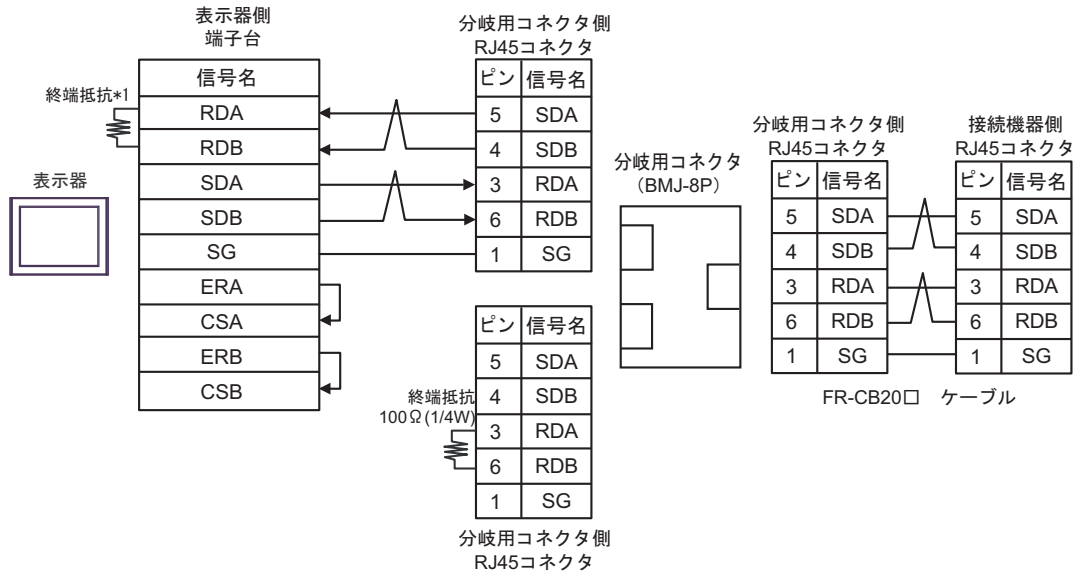 表示器側
端子台
信号名
RDA
RDB
SDA
SDB
SG
ERA
CSA
ERB
CSB
終端抵抗*1
表示器
分岐用コネクタ側
RJ45コネクタ
ピン 信号名
5 SDA
4 SDB
3 RDA
6 RDB
1 SG
ピン 信号名
5 SDA
4 SDB
3 RDA
6 RDB
1 SG
終端抵抗
100Ω(1/4W)
分岐用コネクタ側
RJ45コネクタ
分岐用コネクタ
(BMJ-8P)
分岐用コネクタ側
RJ45コネクタ
ピン 信号名
5 SDA
4 SDB
3 RDA
6 RDB
1 SG
接続機器側
RJ45コネクタ
ピン 信号名
5 SDA
4 SDB
3 RDA
6 RDB
1 SG
FR-CB20□ ケーブル